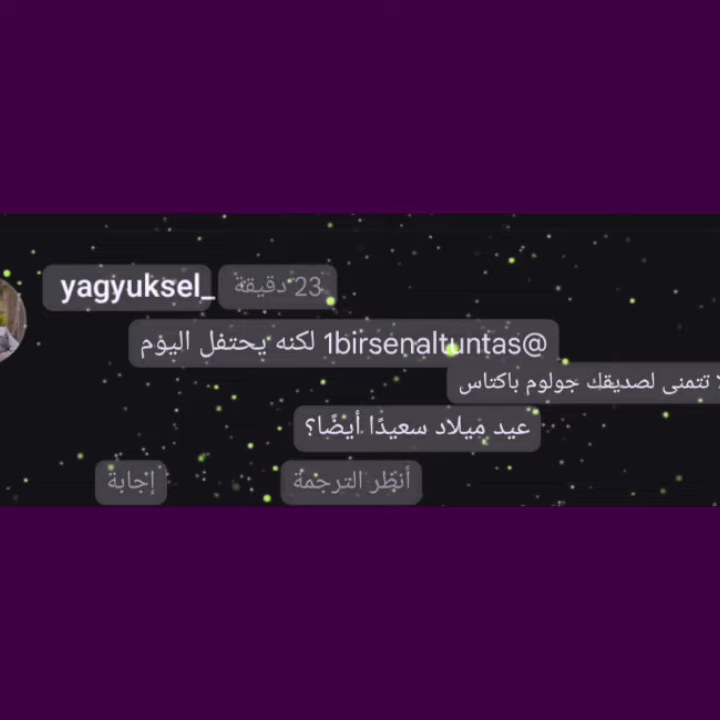 yagyuksel_ 23 دقيقة
@1birsenaltuntas لكنه يحتفل اليوم
لا تتمنى لصديقك جولوم باكتاس
عيد ميلاد سعيدًا أيضًا؟
أنظر الترجمة إجابة